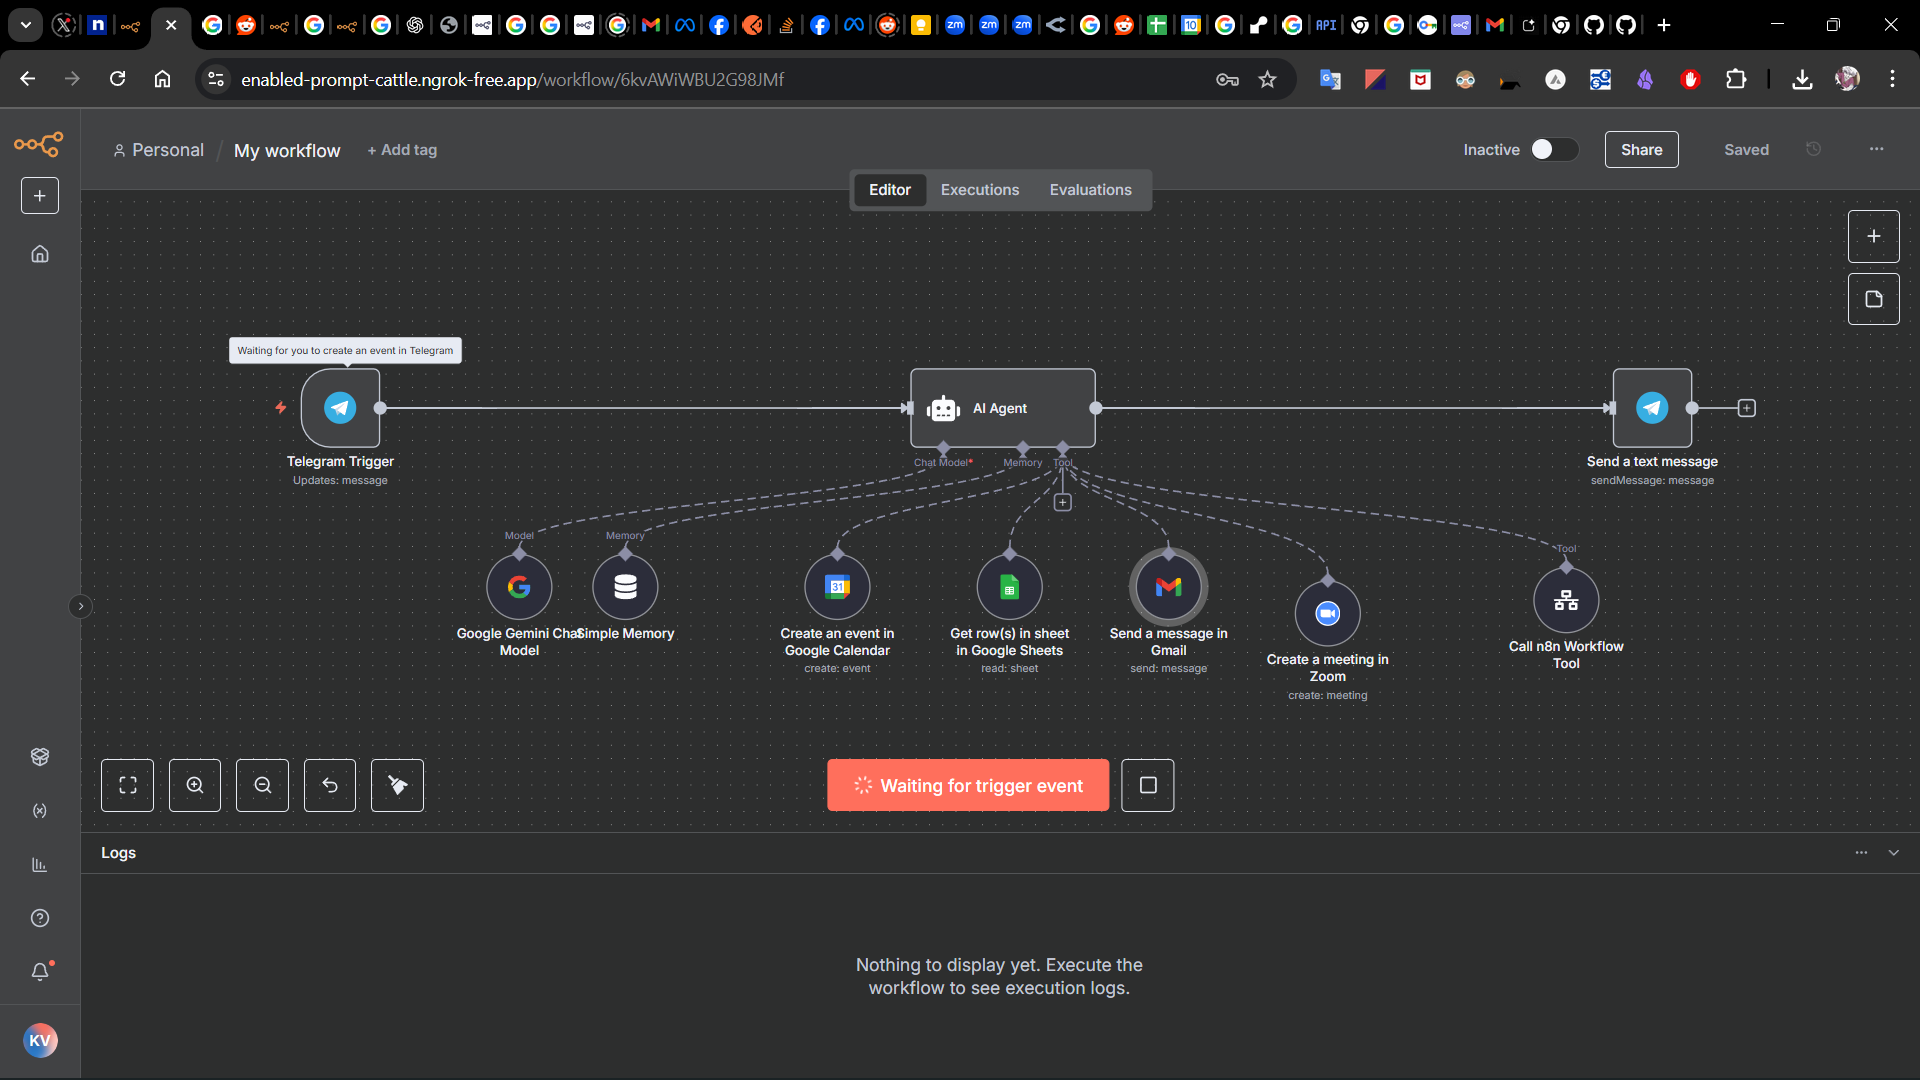 n
API
enabled-prompt-cattle.ngrok-free.app/workflow/6kvAWiWBU2G98JMf
Personal / My workflow + Add tag
Inactive
Share
Saved
Editor Executions Evaluations
Waiting for you to create an event in Telegram
AI Agent
Telegram Trigger
Updates: message
Chat Model* Memory Tool
Send a text message
sendMessage: message
Model
Memory
Tool
31
Google Gemini Chat
Model
Simple Memory
Create an event in
Google Calendar
create: event
Get row(s) in sheet
in Google Sheets
read: sheet
Send a message in
Gmail
send: message
Create a meeting in
Zoom
create: meeting
Call n8n Workflow
Tool
Waiting for trigger event
Logs
Nothing to display yet. Execute the
workflow to see execution logs.
KV